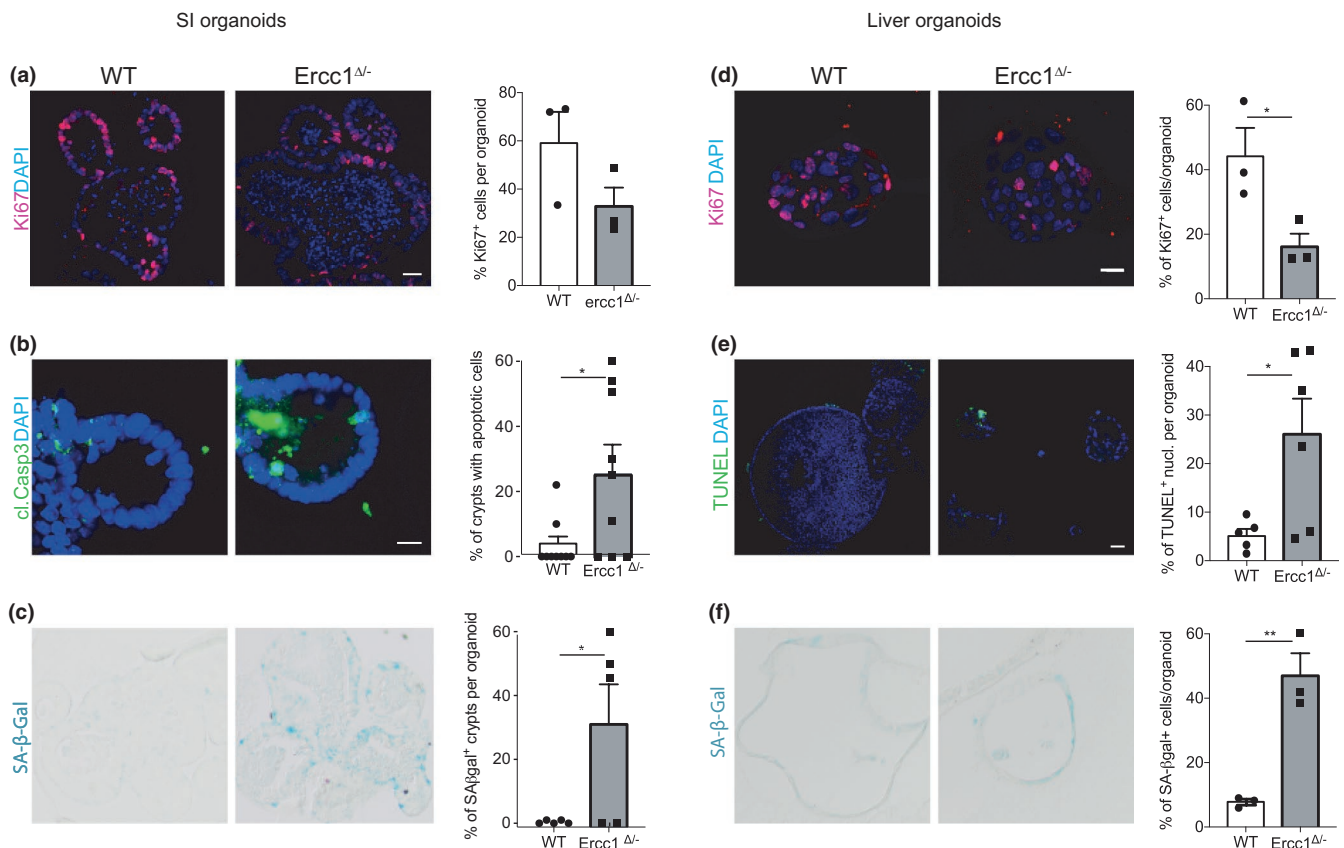 SI organoids
Liver organoids
(a)
WT
Ercc1Δ/-
Ki67DAPI
% Ki67+ cells per organoid
80
60
40
20
0
WT
ercc1Δ/-
(d)
WT
Ercc1Δ/-
Ki67 DAPI
% of Ki67+ cells/organoid
60
40
20
0
*
WT
Ercc1Δ/-
(b)
cl.Casp3DAPI
% of crypts with apoptotic cells
60
40
20
0
*
WT
Ercc1 Δ/-
(e)
TUNEL DAPI
% of TUNEL+ nucl. per organoid
40
30
20
10
0
*
WT
Ercc1Δ/-
(c)
SA-β-Gal
% of SAβgal+ crypts per organoid
60
40
20
0
*
WT
Ercc1 Δ/-
(f)
SA-β-Gal
% of SA-βgal+ cells/organoid
60
40
20
0
**
WT
Ercc1Δ/-